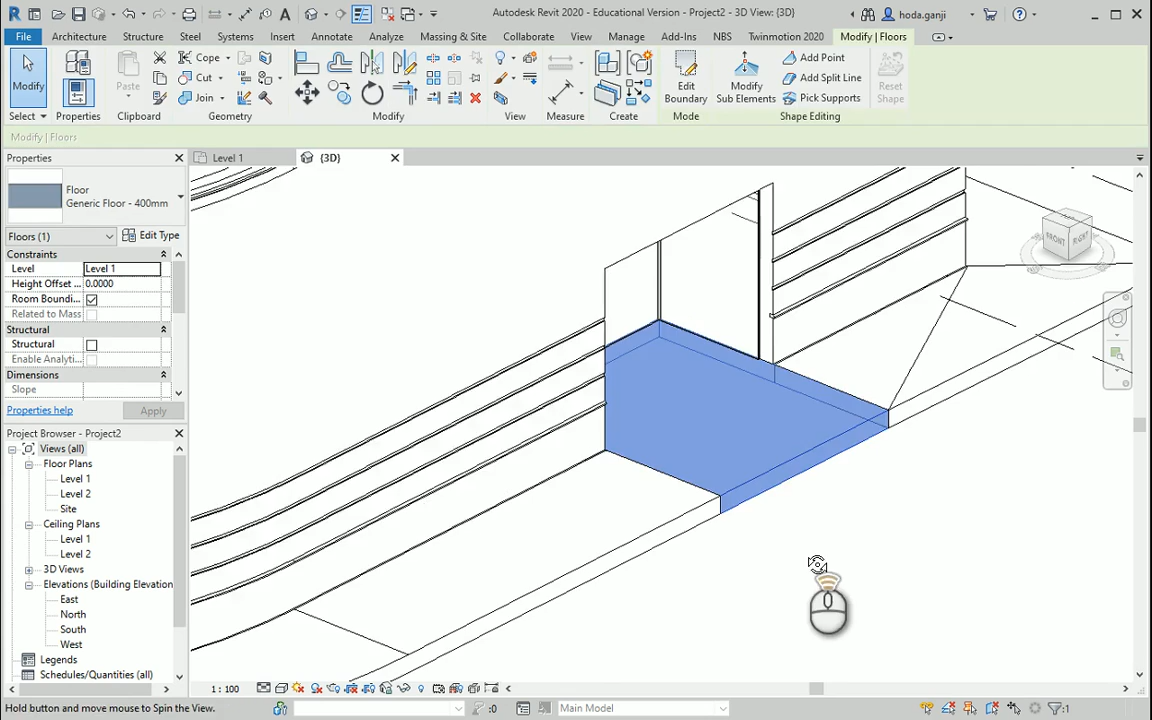 Autodesk Revit 2020 - Educational Version - Project2 - 3D View: {3D}
hoda.ganji
File Architecture Structure Steel Systems Insert Annotate Analyze Massing & Site Collaborate View Manage Add-Ins NBS Twinmotion 2020 Modify | Floors
Modify
Select
Properties
Paste
Clipboard
Cope
Cut
Join
Geometry
Modify
View
Measure
Create
Edit
Boundary
Mode
Modify
Sub Elements
Add Point
Add Split Line
Pick Supports
Reset
Shape
Shape Editing
Modify | Floors
Properties
Level 1
{3D}
Floor
Generic Floor - 400mm
Floors (1)
Edit Type
Constraints
Level Level 1
Height Offset ... 0.0000
Room Boundi...
Related to Mass
Structural
Structural
Enable Analyti...
Dimensions
Slope
Properties help
Apply
FRONT
RIGHT
Project Browser - Project2
Views (all)
Floor Plans
Level 1
Level 2
Site
Ceiling Plans
Level 1
Level 2
3D Views
Elevations (Building Elevation
East
North
South
West
Legends
Schedules/Quantities (all)
1 : 100
Hold button and move mouse to Spin the View.
:0
Main Model
:1